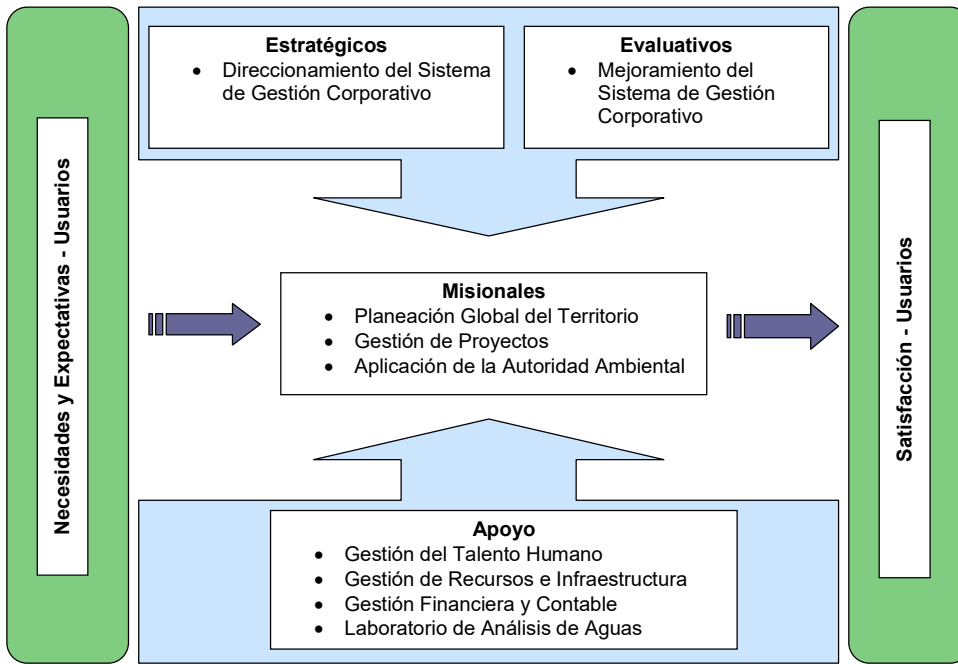 Necesidades y Expectativas - Usuarios
Estratégicos
• Direccionamiento del Sistema
de Gestión Corporativo
Evaluativos
• Mejoramiento del
Sistema de Gestión
Corporativo
Misionales
• Planeación Global del Territorio
• Gestión de Proyectos
• Aplicación de la Autoridad Ambiental
Apoyo
• Gestión del Talento Humano
• Gestión de Recursos e Infraestructura
• Gestión Financiera y Contable
• Laboratorio de Análisis de Aguas
Satisfacción - Usuarios